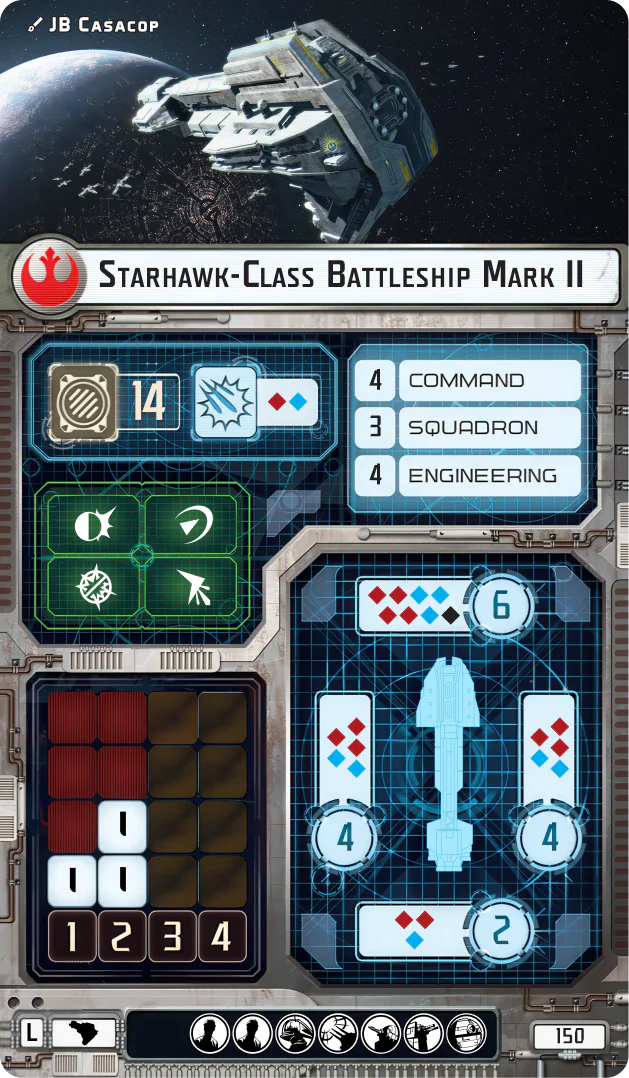 JB Casacop
Starhawk-Class Battleship Mark II
14
4 COMMAND
3 SQUADRON
4 ENGINEERING
6
4
4
2
I
I I
1 2 3 4
L
150